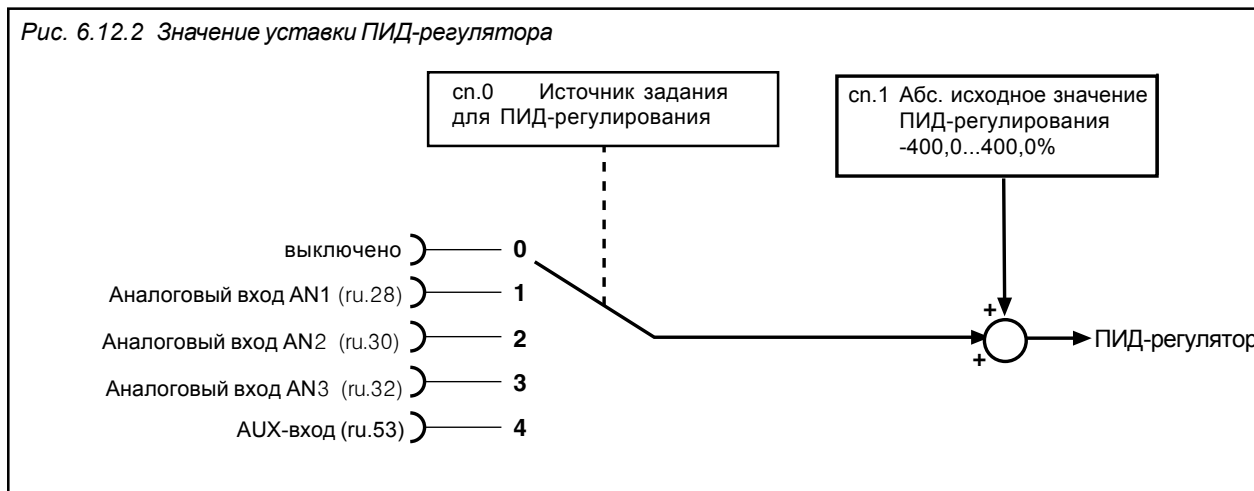 Рис. 6.12.2 Значение уставки ПИД-регулятора
cn.0 Источник задания
для ПИД-регулирования
cn.1 Абс. исходное значение
ПИД-регулирования
-400,0...400,0%
выключено 0
Аналоговый вход AN1 (ru.28) 1
Аналоговый вход AN2 (ru.30) 2
Аналоговый вход AN3 (ru.32) 3
AUX-вход (ru.53) 4
+
+
ПИД-регулятор